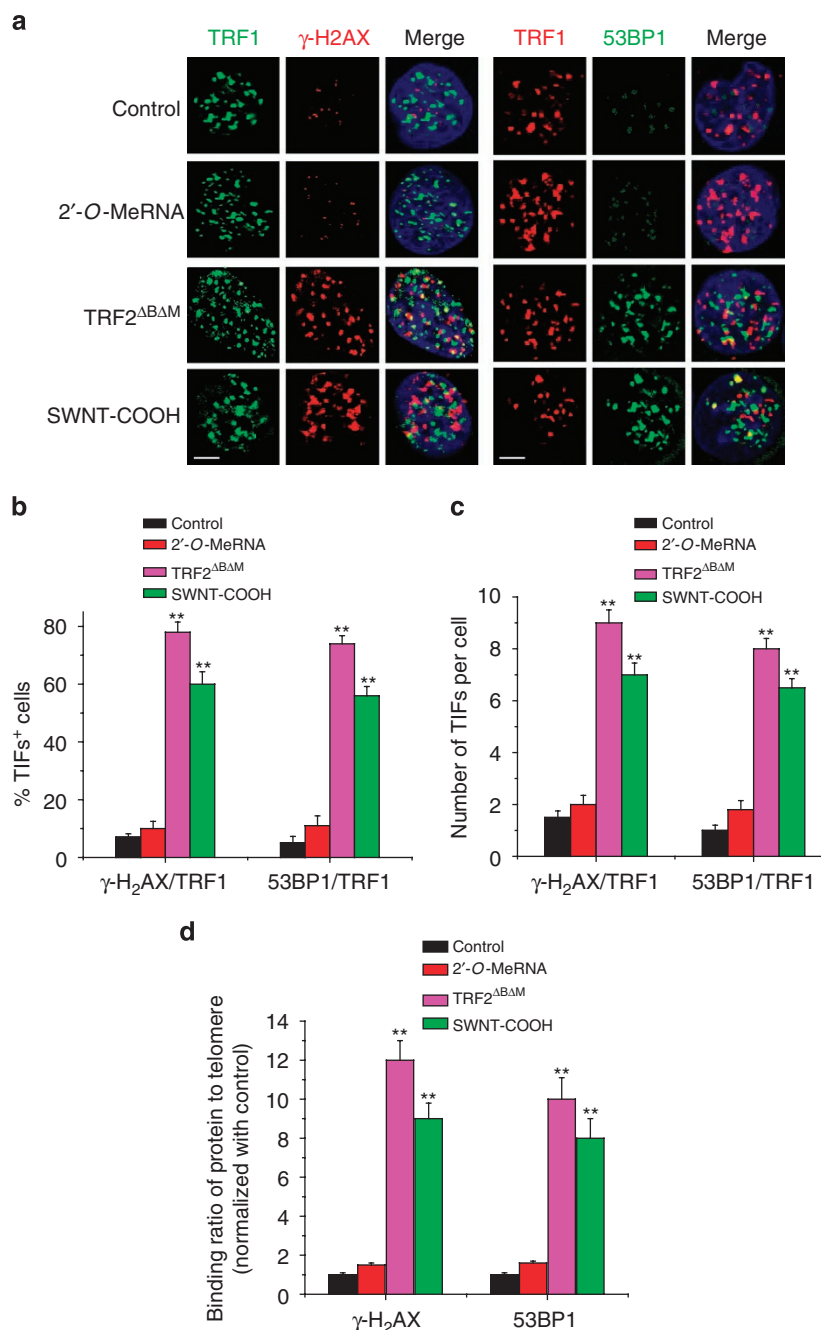 a
TRF1 γ-H2AX Merge TRF1 53BP1 Merge
Control
2′-O-MeRNA
TRF2ΔBΔM
SWNT-COOH
b
Control
2′-O-MeRNA
TRF2ΔBΔM
SWNT-COOH
% TIFs+ cells
80
60
40
20
0
** ** ** **
γ-H2AX/TRF1 53BP1/TRF1
c
Control
2′-O-MeRNA
TRF2ΔBΔM
SWNT-COOH
Number of TIFs per cell
10
8
6
4
2
0
** ** ** **
γ-H2AX/TRF1 53BP1/TRF1
d
Control
2′-O-MeRNA
TRF2ΔBΔM
SWNT-COOH
Binding ratio of protein to telomere
(normalized with control)
14
12
10
8
6
4
2
0
** ** ** **
γ-H2AX 53BP1